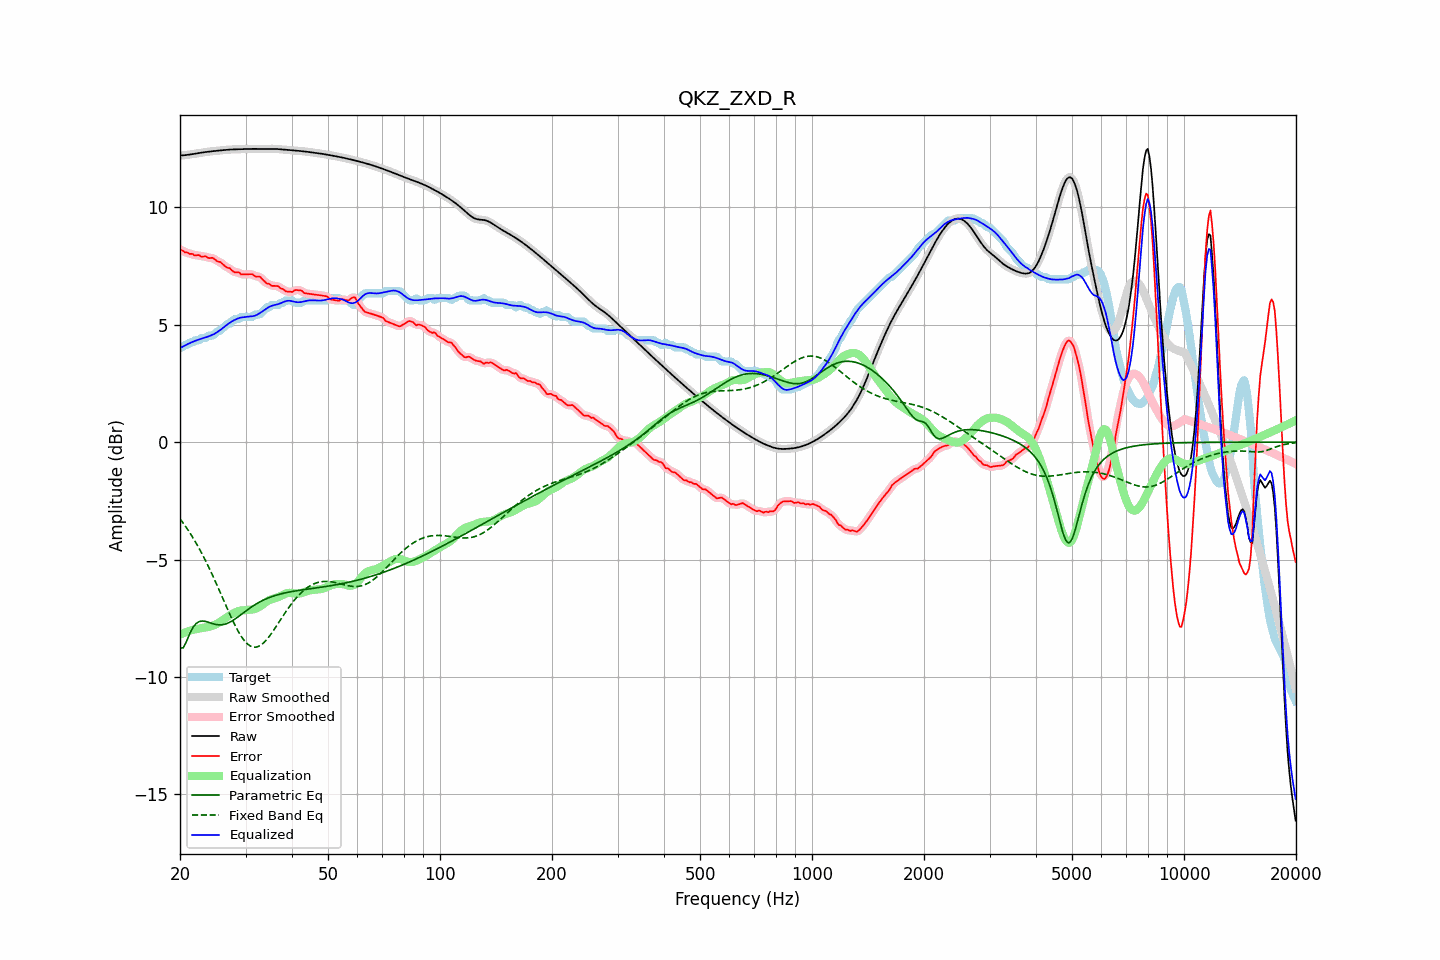 QKZ_ZXD_R
Amplitude (dBr)
10
5
0
−5
−10
−15
Target
Raw Smoothed
Error Smoothed
Raw
Error
Equalization
Parametric Eq
Fixed Band Eq
Equalized
20 50 100 200 500 1000 2000 5000 10000 20000
Frequency (Hz)